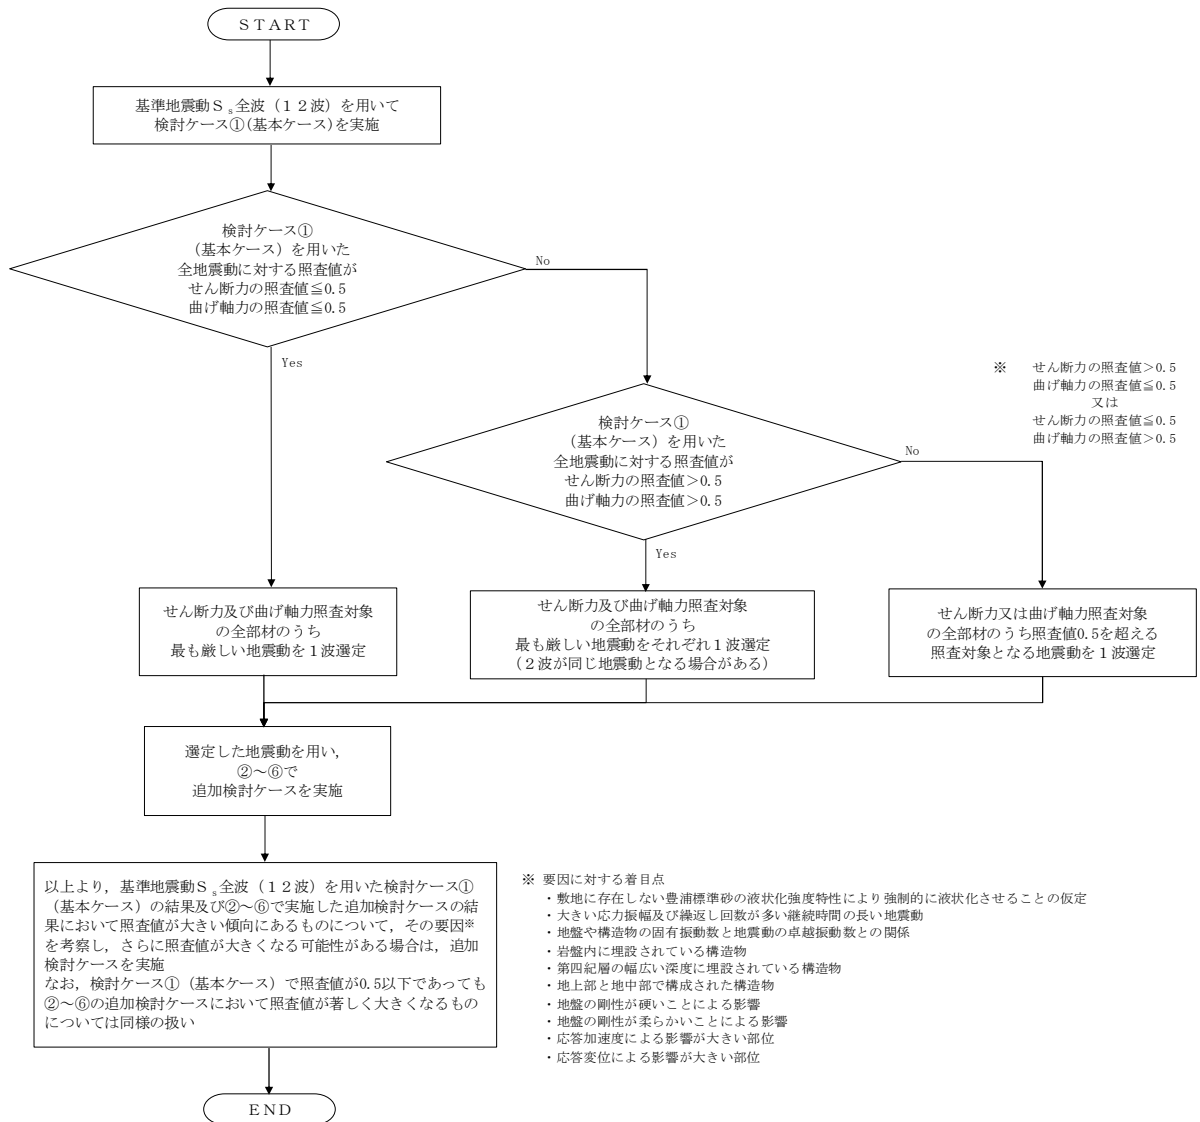 ＳＴＡＲＴ
基準地震動Ｓｓ全波（１２波）を用いて
検討ケース①(基本ケース)を実施
検討ケース①
（基本ケース）を用いた
全地震動に対する照査値が
せん断力の照査値≦0.5
曲げ軸力の照査値≦0.5
No
Yes
※　せん断力の照査値＞0.5
曲げ軸力の照査値≦0.5
又は
せん断力の照査値≦0.5
曲げ軸力の照査値＞0.5
検討ケース①
（基本ケース）を用いた
全地震動に対する照査値が
せん断力の照査値＞0.5
曲げ軸力の照査値＞0.5
No
Yes
せん断力及び曲げ軸力照査対象
の全部材のうち
最も厳しい地震動を１波選定
せん断力及び曲げ軸力照査対象
の全部材のうち
最も厳しい地震動をそれぞれ１波選定
（２波が同じ地震動となる場合がある）
せん断力又は曲げ軸力照査対象
の全部材のうち照査値0.5を超える
照査対象となる地震動を１波選定
選定した地震動を用い，
②～⑥で
追加検討ケースを実施
以上より，基準地震動Ｓｓ全波（１２波）を用いた検討ケース①
（基本ケース）の結果及び②～⑥で実施した追加検討ケースの結
果において照査値が大きい傾向にあるものについて，その要因※
を考察し，さらに照査値が大きくなる可能性がある場合は，追加
検討ケースを実施
なお，検討ケース①（基本ケース）で照査値が0.5以下であっても
②～⑥の追加検討ケースにおいて照査値が著しく大きくなるもの
については同様の扱い
※ 要因に対する着目点
・敷地に存在しない豊浦標準砂の液状化強度特性により強制的に液状化させることの仮定
・大きい応力振幅及び繰返し回数が多い継続時間の長い地震動
・地盤や構造物の固有振動数と地震動の卓越振動数との関係
・岩盤内に埋設されている構造物
・第四紀層の幅広い深度に埋設されている構造物
・地上部と地中部で構成された構造物
・地盤の剛性が硬いことによる影響
・地盤の剛性が柔らかいことによる影響
・応答加速度による影響が大きい部位
・応答変位による影響が大きい部位
ＥＮＤ